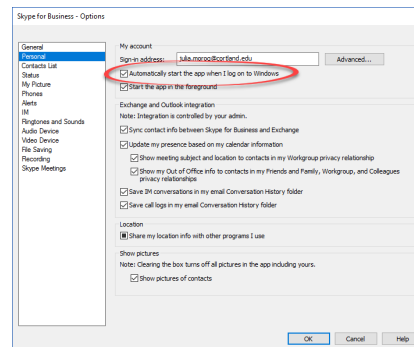 Skype for Business - Options
General
Personal
Contacts List
Status
My Picture
Phones
Alerts
IM
Ringtones and Sounds
Audio Device
Video Device
File Saving
Recording
Skype Meetings
My account
Sign-in address: julia.morog@cortland.edu Advanced...
Automatically start the app when I log on to Windows
Start the app in the foreground
Exchange and Outlook integration
Note: Integration is controlled by your admin.
Sync contact info between Skype for Business and Exchange
Update my presence based on my calendar information
Show meeting subject and location to contacts in my Workgroup privacy relationship
Show my Out of Office info to contacts in my Friends and Family, Workgroup, and Colleagues
privacy relationships
Save IM conversations in my email Conversation History folder
Save call logs in my email Conversation History folder
Location
Share my location info with other programs I use
Show pictures
Note: Clearing the box turns off all pictures in the app including yours.
Show pictures of contacts
OK Cancel Help